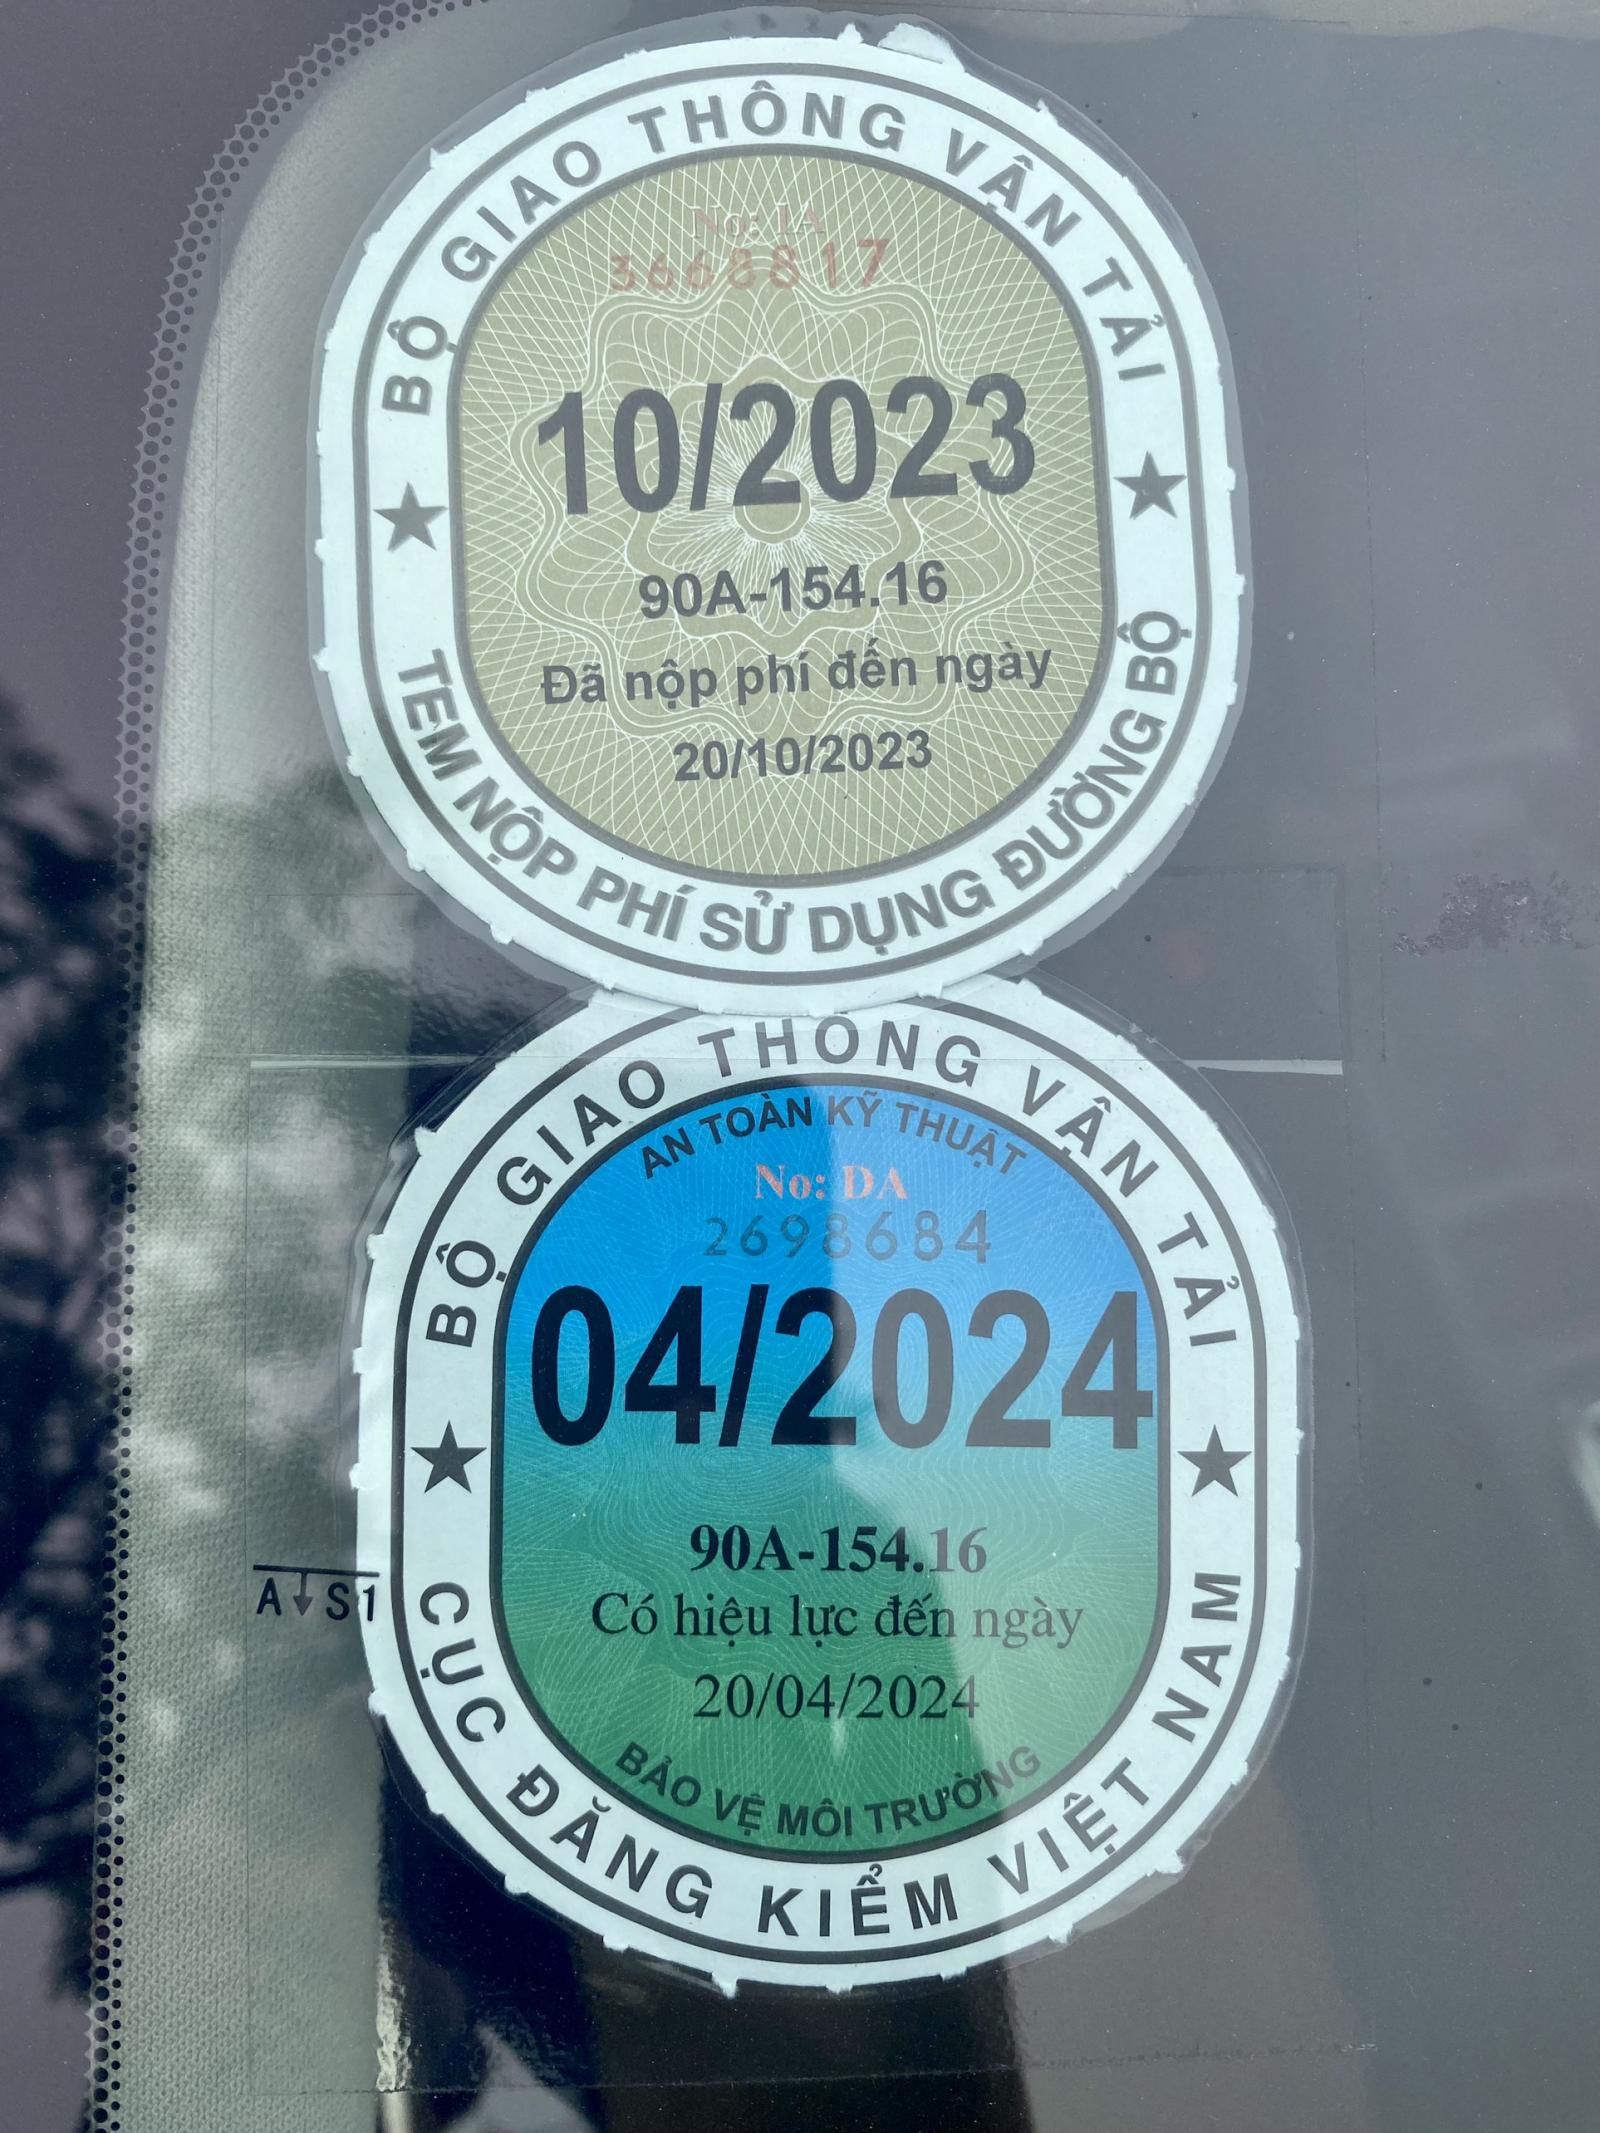 BỘ GIAO THÔNG VẬN TẢI
No: IA
3668817
10/2023
90A-154.16
Đã nộp phí đến ngày
20/10/2023
TEM NỘP PHÍ SỬ DỤNG ĐƯỜNG BỘ
BỘ GIAO THÔNG VẬN TẢI
AN TOÀN KỸ THUẬT
No: DA
2698684
04/2024
90A-154.16
Có hiệu lực đến ngày
20/04/2024
BẢO VỆ MÔI TRƯỜNG
CỤC ĐĂNG KIỂM VIỆT NAM
A↓S1